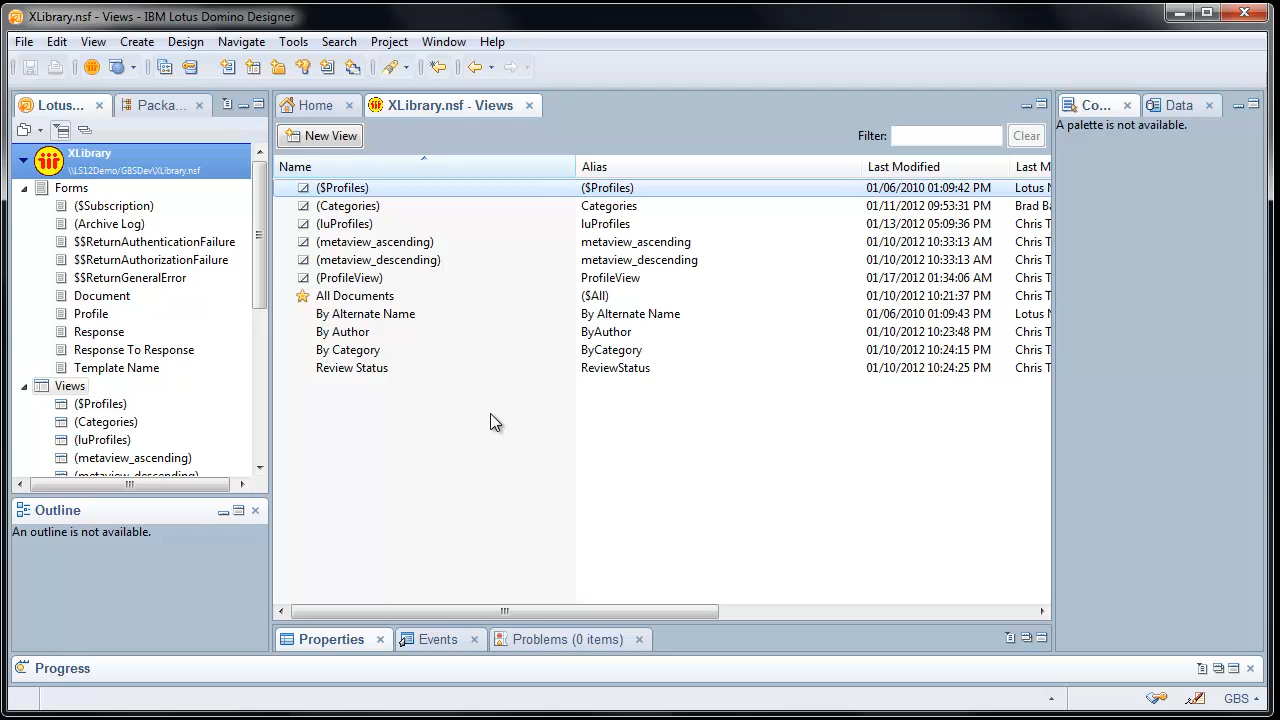 XLibrary.nsf - Views - IBM Lotus Domino Designer
File Edit View Create Design Navigate Tools Search Project Window Help
Lotus... Packa... Home XLibrary.nsf - Views Co... Data
New View Filter: Clear
A palette is not available.
XLibrary
\\LS12Demo/GBSDev\XLibrary.nsf
Forms
($Subscription)
(Archive Log)
$$ReturnAuthenticationFailure
$$ReturnAuthorizationFailure
$$ReturnGeneralError
Document
Profile
Response
Response To Response
Template Name
Views
($Profiles)
(Categories)
(luProfiles)
(metaview_ascending)
(metaview_descending)
Name Alias Last Modified Last M
($Profiles) ($Profiles) 01/06/2010 01:09:42 PM Lotus N
(Categories) Categories 01/11/2012 09:53:31 PM Brad Ba
(luProfiles) luProfiles 01/13/2012 05:09:36 PM Chris T
(metaview_ascending) metaview_ascending 01/10/2012 10:33:13 AM Chris T
(metaview_descending) metaview_descending 01/10/2012 10:33:13 AM Chris T
(ProfileView) ProfileView 01/17/2012 01:34:06 AM Chris T
All Documents ($All) 01/10/2012 10:21:37 PM Chris T
By Alternate Name By Alternate Name 01/06/2010 01:09:43 PM Lotus N
By Author ByAuthor 01/10/2012 10:23:48 PM Chris T
By Category ByCategory 01/10/2012 10:24:15 PM Chris T
Review Status ReviewStatus 01/10/2012 10:24:25 PM Chris T
Outline
An outline is not available.
Properties Events Problems (0 items)
Progress
GBS